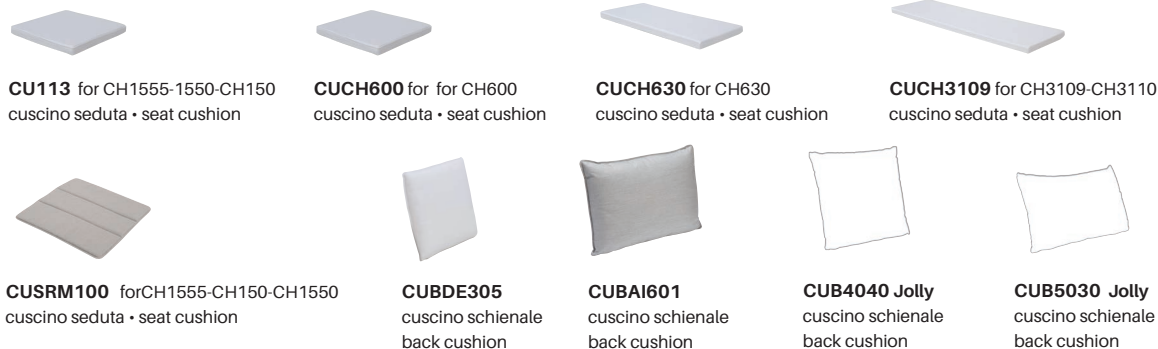 CU113 for CH1555-1550-CH150
cuscino seduta • seat cushion
CUCH600 for for CH600
cuscino seduta • seat cushion
CUCH630 for CH630
cuscino seduta • seat cushion
CUCH3109 for CH3109-CH3110
cuscino seduta • seat cushion
CUSRM100 forCH1555-CH150-CH1550
cuscino seduta • seat cushion
CUBDE305
cuscino schienale
back cushion
CUBAI601
cuscino schienale
back cushion
CUB4040 Jolly
cuscino schienale
back cushion
CUB5030 Jolly
cuscino schienale
back cushion